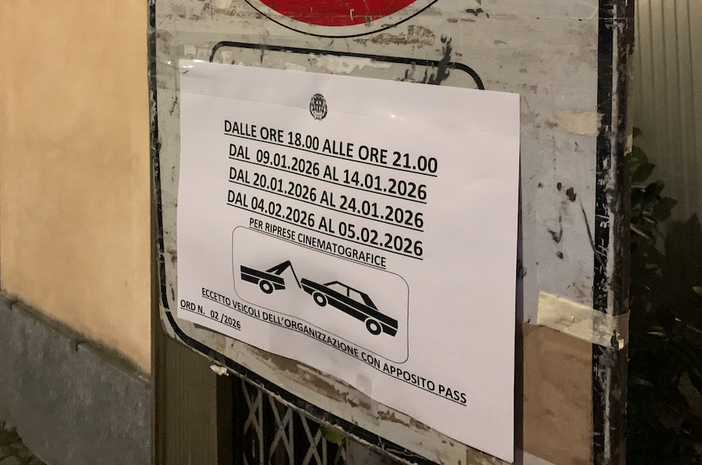 DALLE ORE 18.00 ALLE ORE 21.00
DAL 09.01.2026 AL 14.01.2026
DAL 20.01.2026 AL 24.01.2026
DAL 04.02.2026 AL 05.02.2026
PER RIPRESE CINEMATOGRAFICE
ECCETTO VEICOLI DELL'ORGANIZZAZIONE CON APPOSITO PASS
ORD N. 02 /2026